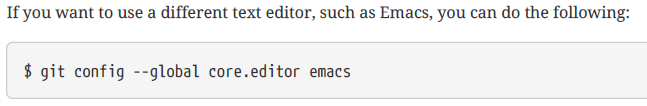 If you want to use a different text editor, such as Emacs, you can do the following:
$ git config --global core.editor emacs